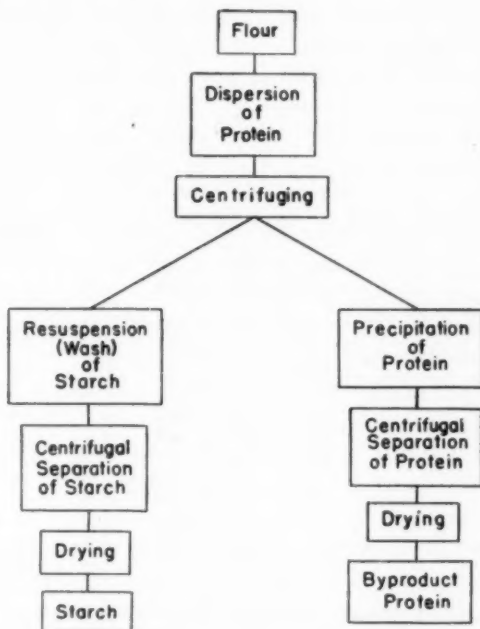 Flour
Dispersion
of
Protein
Centrifuging
Resuspension
(Wash)
of
Starch
Centrifugal
Separation
of Starch
Drying
Starch
Precipitation
of
Protein
Centrifugal
Separation
of Protein
Drying
Byproduct
Protein